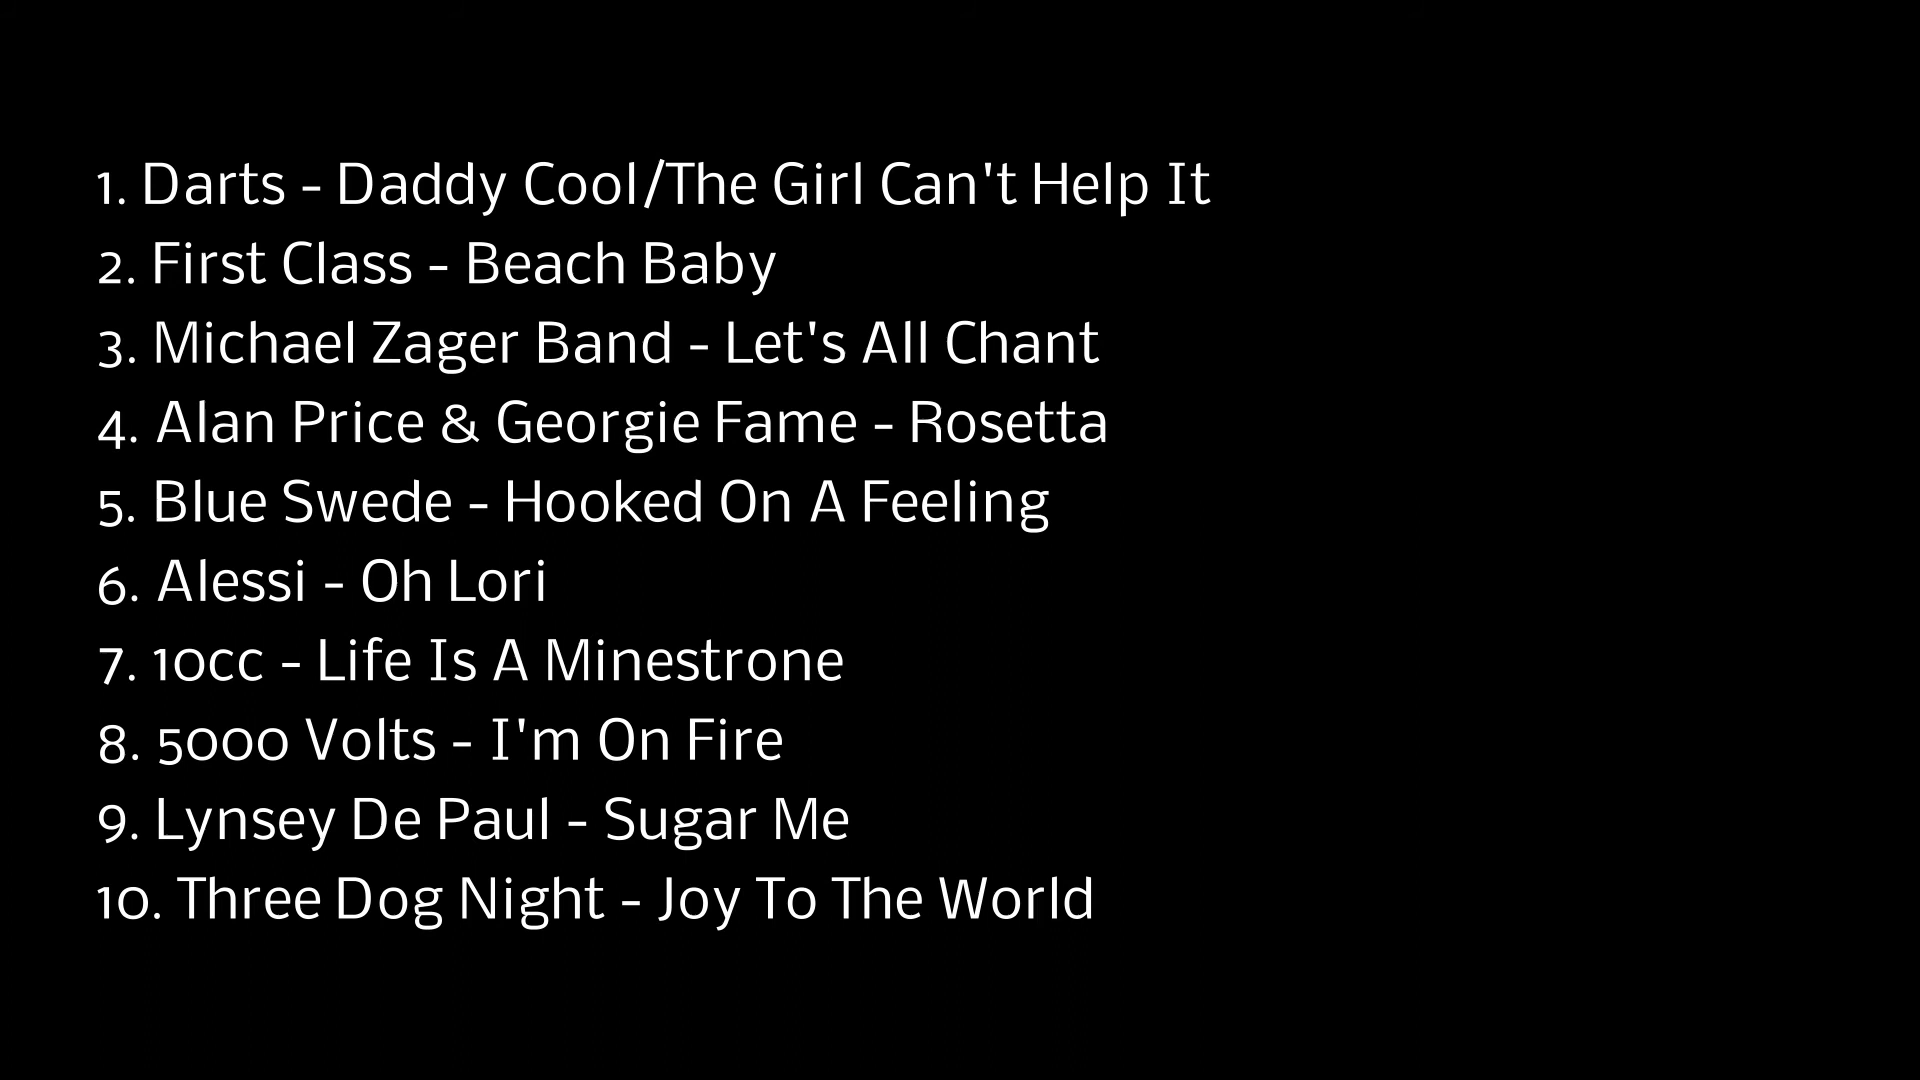 1. Darts - Daddy Cool/The Girl Can't Help It
2. First Class - Beach Baby
3. Michael Zager Band - Let's All Chant
4. Alan Price & Georgie Fame - Rosetta
5. Blue Swede - Hooked On A Feeling
6. Alessi - Oh Lori
7. 10cc - Life Is A Minestrone
8. 5000 Volts - I'm On Fire
9. Lynsey De Paul - Sugar Me
10. Three Dog Night - Joy To The World